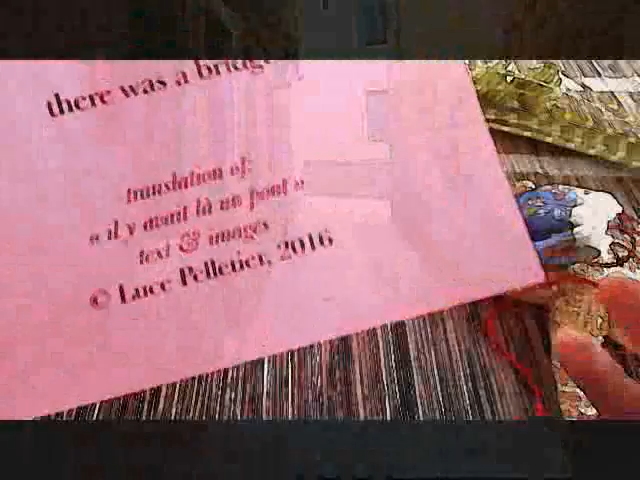 there was a bridge
translation of:
« il y avait là un pont »
text & images
© Luce Pelletier, 2016